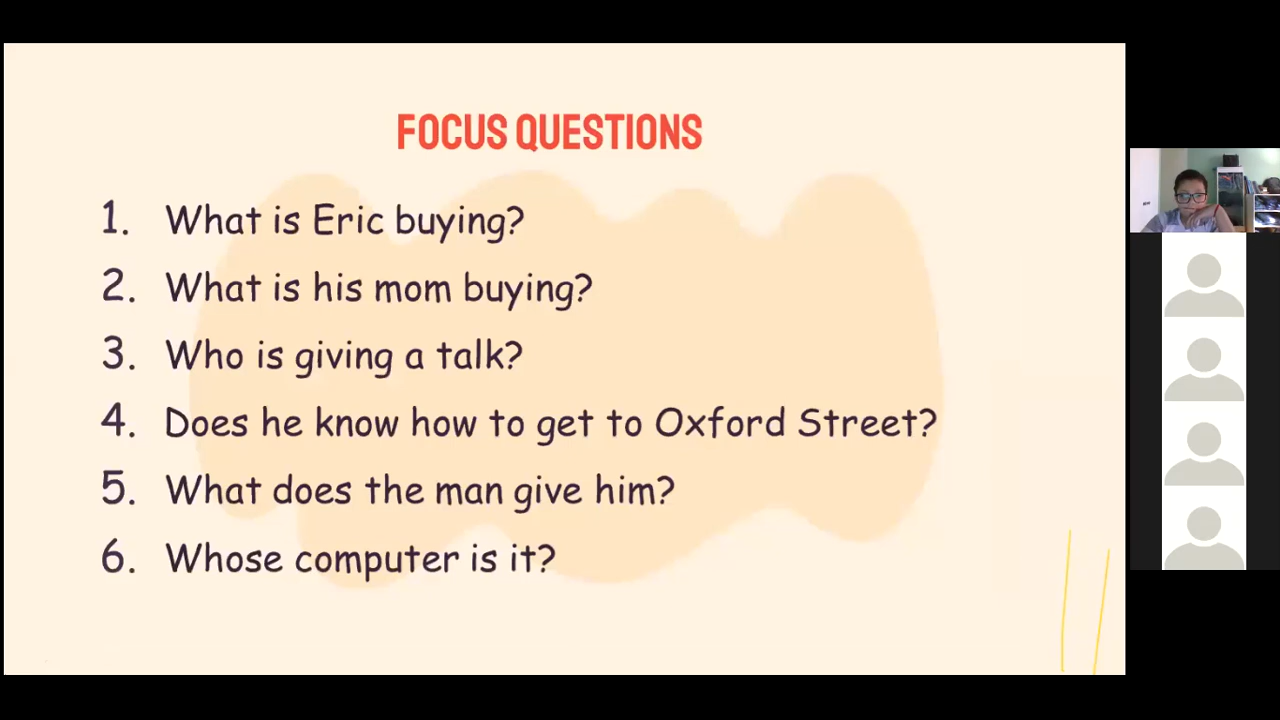 FOCUS QUESTIONS
1. What is Eric buying?
2. What is his mom buying?
3. Who is giving a talk?
4. Does he know how to get to Oxford Street?
5. What does the man give him?
6. Whose computer is it?